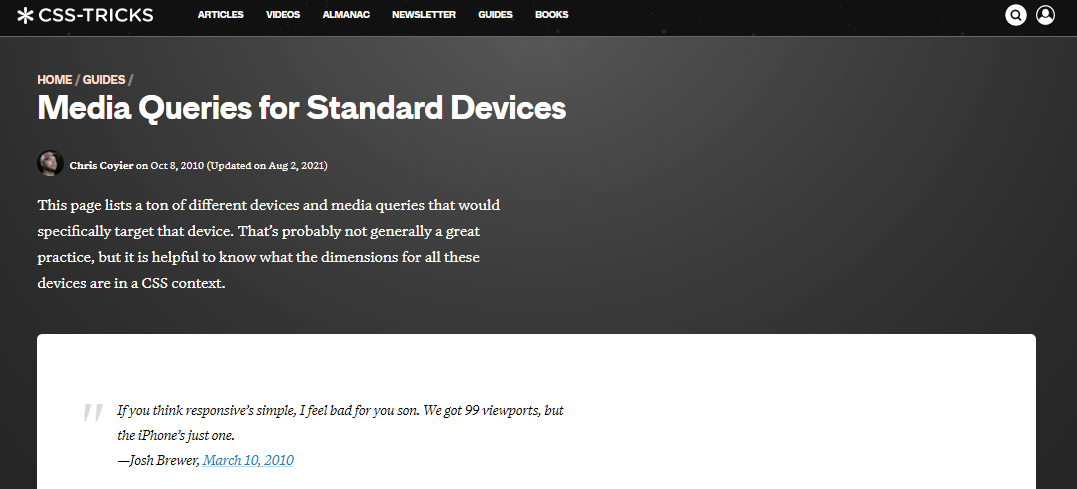 CSS-TRICKS ARTICLES VIDEOS ALMANAC NEWSLETTER GUIDES BOOKS
HOME / GUIDES /
Media Queries for Standard Devices
Chris Coyier on Oct 8, 2010 (Updated on Aug 2, 2021)
This page lists a ton of different devices and media queries that would
specifically target that device. That’s probably not generally a great
practice, but it is helpful to know what the dimensions for all these
devices are in a CSS context.
" If you think responsive’s simple, I feel bad for you son. We got 99 viewports, but
the iPhone’s just one.
—Josh Brewer, March 10, 2010